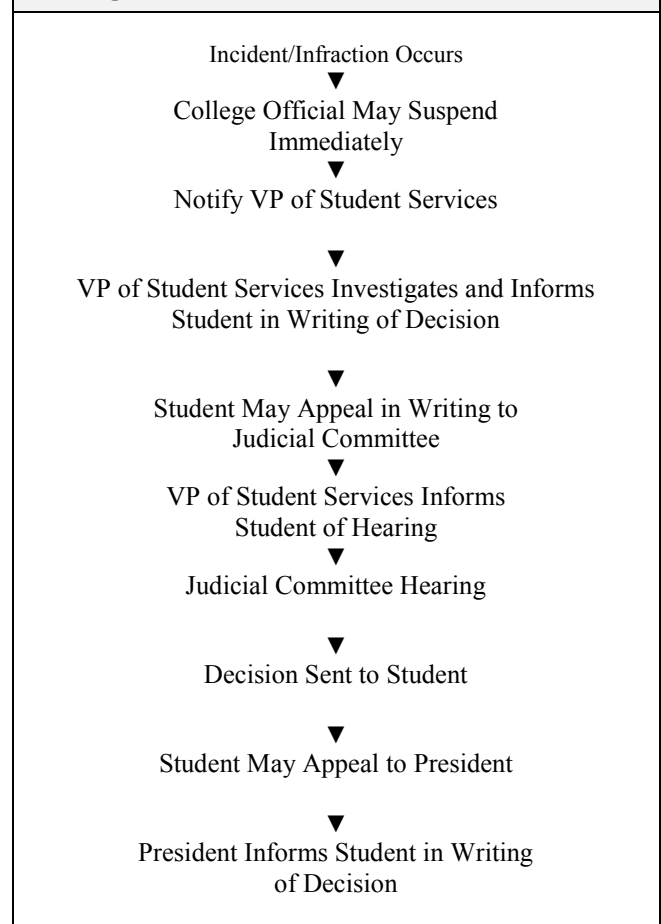 Incident/Infraction Occurs
▼
College Official May Suspend
Immediately
▼
Notify VP of Student Services
▼
VP of Student Services Investigates and Informs
Student in Writing of Decision
▼
Student May Appeal in Writing to
Judicial Committee
▼
VP of Student Services Informs
Student of Hearing
▼
Judicial Committee Hearing
▼
Decision Sent to Student
▼
Student May Appeal to President
▼
President Informs Student in Writing
of Decision